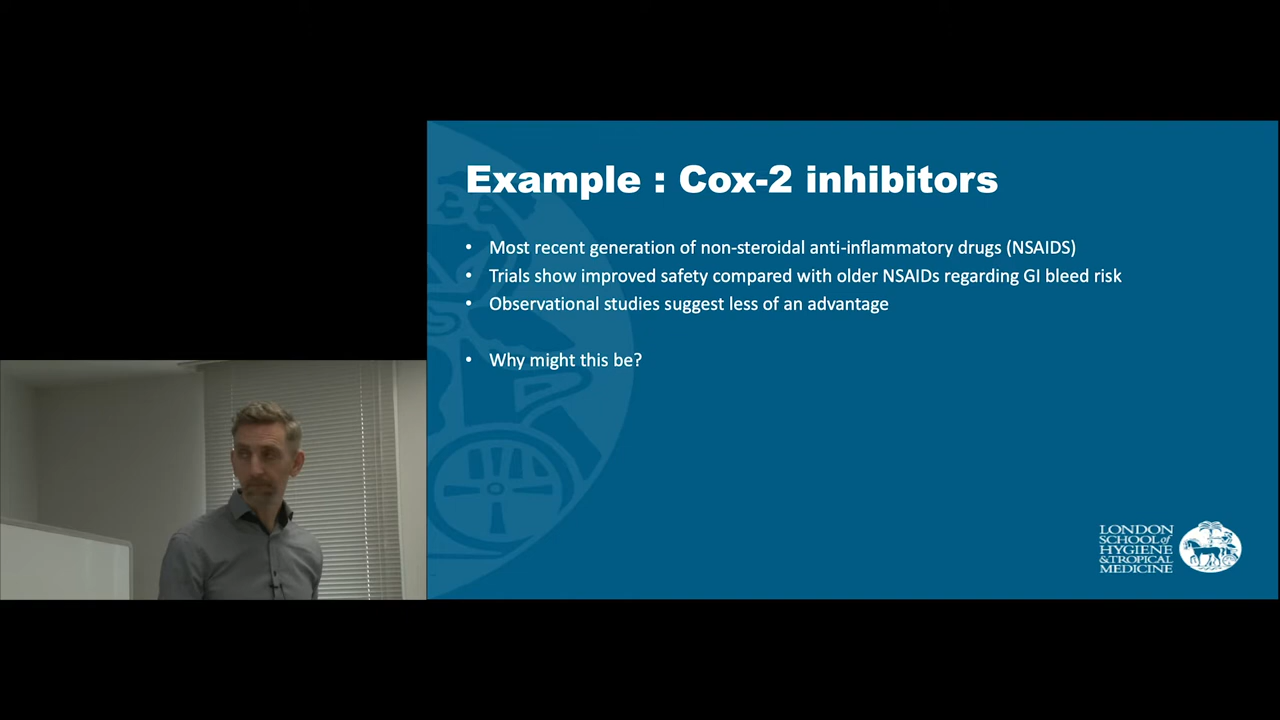 Example : Cox-2 inhibitors
• Most recent generation of non-steroidal anti-inflammatory drugs (NSAIDS)
• Trials show improved safety compared with older NSAIDs regarding GI bleed risk
• Observational studies suggest less of an advantage
• Why might this be?
LONDON
SCHOOL of
HYGIENE
& TROPICAL
MEDICINE